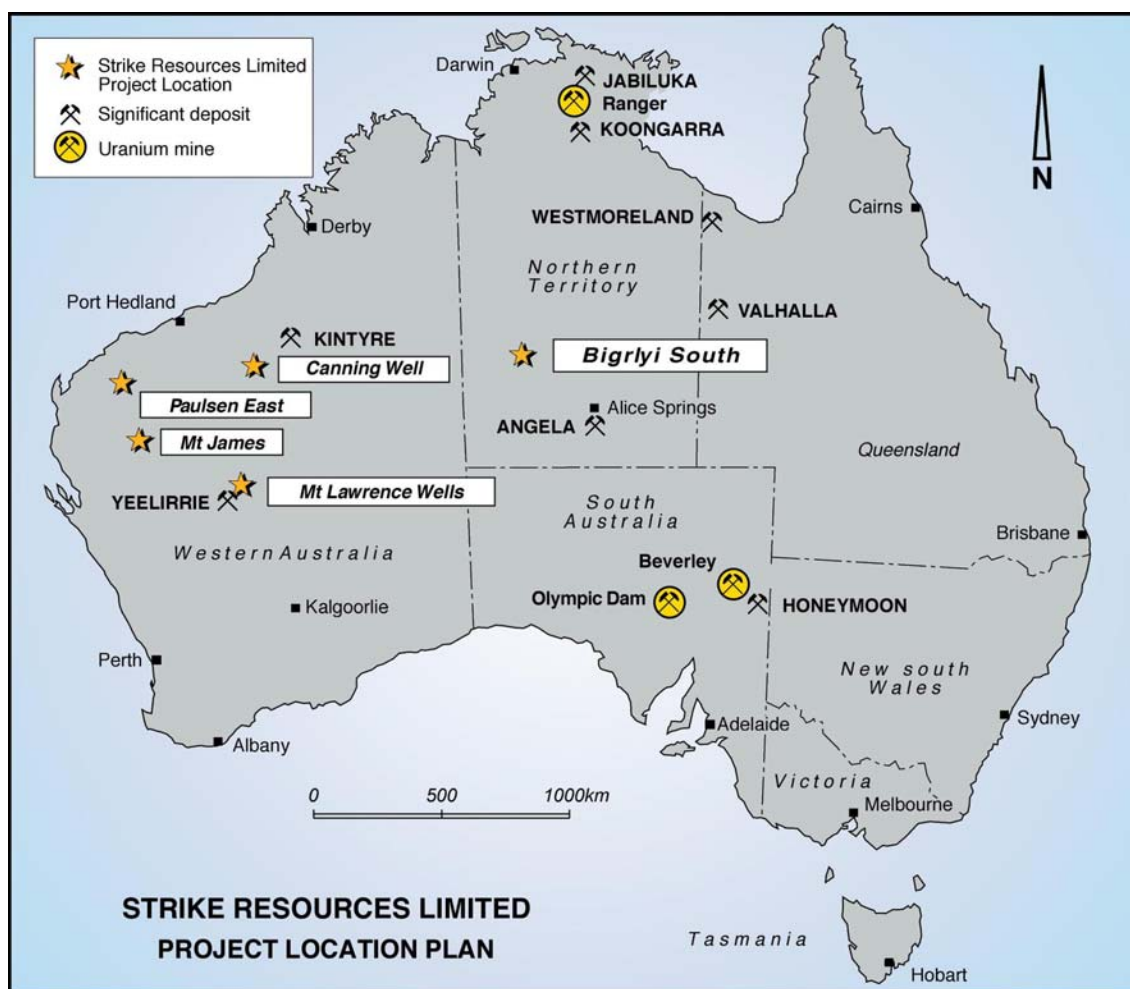 Strike Resources Limited
Project Location
Significant deposit
Uranium mine
Darwin
JABILUKA
Ranger
KOONGARRA
N
Cairns
WESTMORELAND
Derby
Northern
Territory
Port Hedland
VALHALLA
KINTYRE
Canning Well
Bigrlyi South
Paulsen East
Alice Springs
ANGELA
Mt James
Queensland
Mt Lawrence Wells
YEELIRRIE
South
Australia
Western Australia
Brisbane
Beverley
Olympic Dam
HONEYMOON
Kalgoorlie
Perth
New south
Wales
Sydney
Adelaide
Albany
Victoria
0 500 1000km
Melbourne
STRIKE RESOURCES LIMITED
PROJECT LOCATION PLAN
Tasmania
Hobart